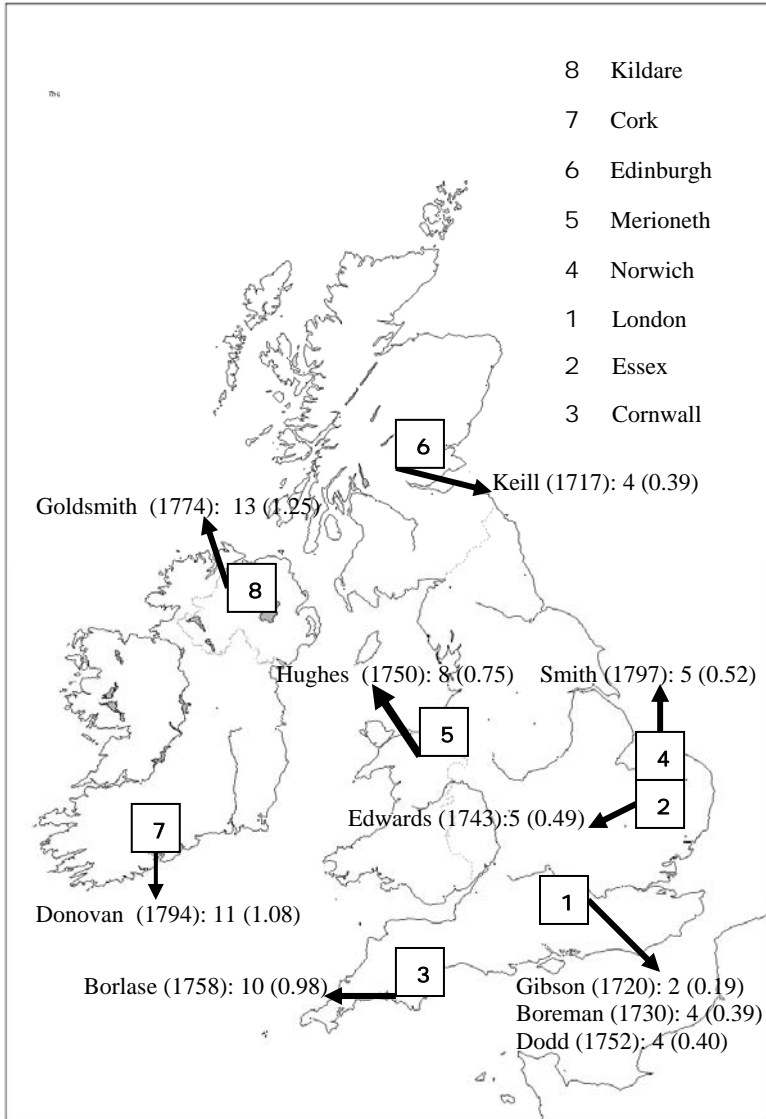 8 Kildare
7 Cork
6 Edinburgh
5 Merioneth
4 Norwich
1 London
2 Essex
3 Cornwall
6
Keill (1717): 4 (0.39)
Goldsmith (1774): 13 (1.25)
8
Hughes (1750): 8 (0.75)
Smith (1797): 5 (0.52)
5
4
2
Edwards (1743):5 (0.49)
7
Donovan (1794): 11 (1.08)
1
3
Borlase (1758): 10 (0.98)
Gibson (1720): 2 (0.19)
Boreman (1730): 4 (0.39)
Dodd (1752): 4 (0.40)